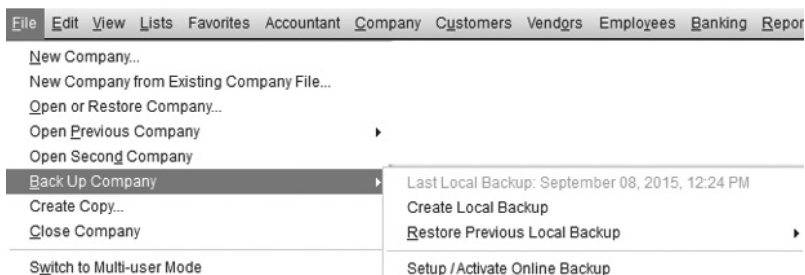 File Edit View Lists Favorites Accountant Company Customers Vendors Employees Banking Repor
New Company...
New Company from Existing Company File...
Open or Restore Company...
Open Previous Company
Open Second Company
Back Up Company
Last Local Backup: September 08, 2015, 12:24 PM
Create Copy...
Create Local Backup
Close Company
Restore Previous Local Backup
Switch to Multi-user Mode
Setup / Activate Online Backup